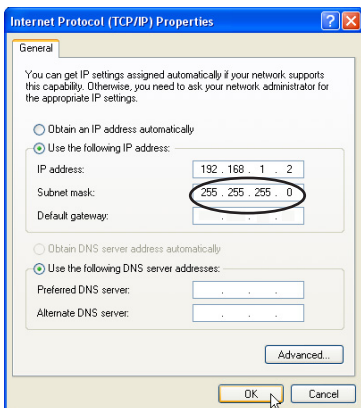 Internet Protocol (TCP/IP) Properties
General
You can get IP settings assigned automatically if your network supports
this capability. Otherwise, you need to ask your network administrator for
the appropriate IP settings.
Obtain an IP address automatically
Use the following IP address:
IP address: 192 . 168 . 1 . 2
Subnet mask: 255 . 255 . 255 . 0
Default gateway: . . .
Obtain DNS server address automatically
Use the following DNS server addresses:
Preferred DNS server: . . .
Alternate DNS server: . . .
Advanced...
OK Cancel